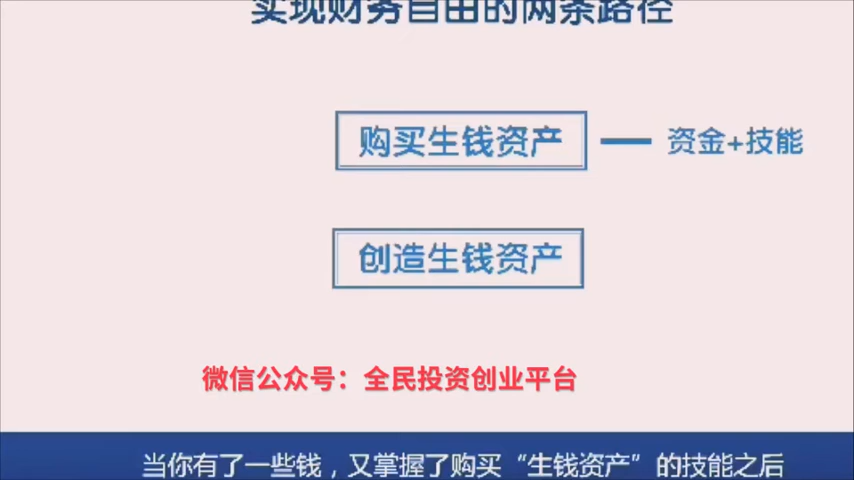 实现财务自由的两条路径
购买生钱资产 — 资金+技能
创造生钱资产
微信公众号：全民投资创业平台
当你有了一些钱，又掌握了购买“生钱资产”的技能之后